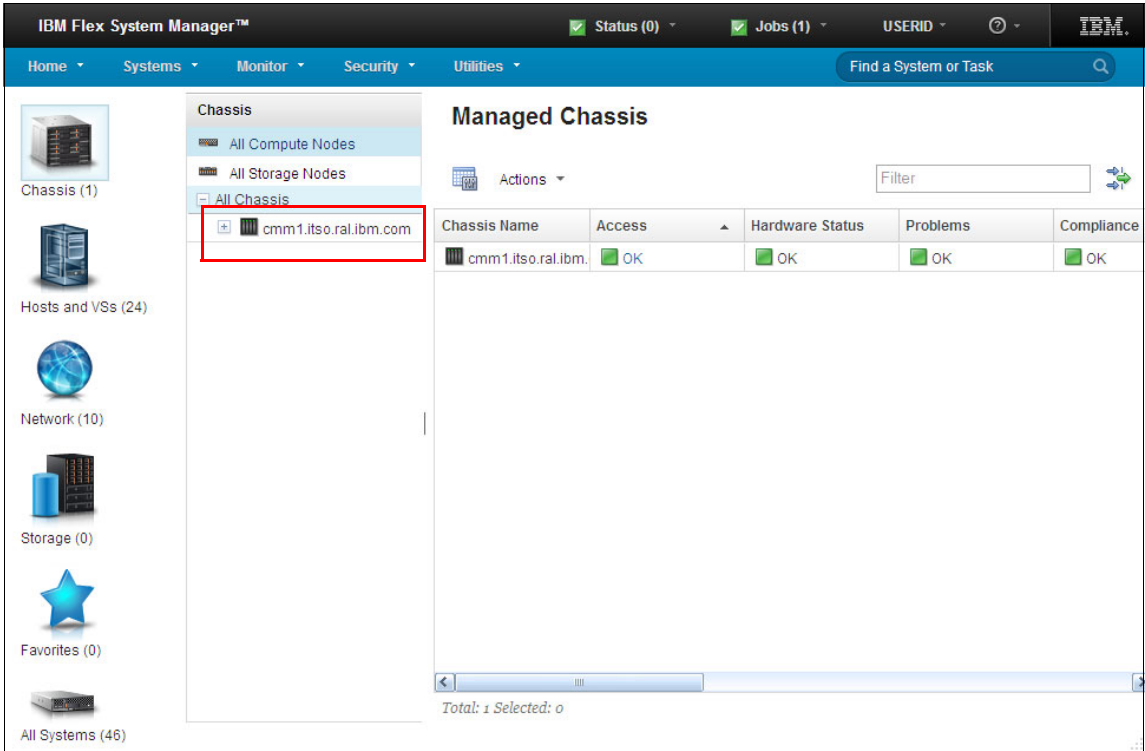 IBM Flex System Manager™
Status (0)
Jobs (1)
USERID
IBM.
Home
Systems
Monitor
Security
Utilities
Find a System or Task
Chassis (1)
Hosts and VSs (24)
Network (10)
Storage (0)
Favorites (0)
All Systems (46)
Chassis
All Compute Nodes
All Storage Nodes
All Chassis
cmm1.itso.ral.ibm.com
Managed Chassis
Actions
Filter
Chassis Name Access Hardware Status Problems Compliance
cmm1.itso.ral.ibm. OK OK OK OK
Total: 1 Selected: 0